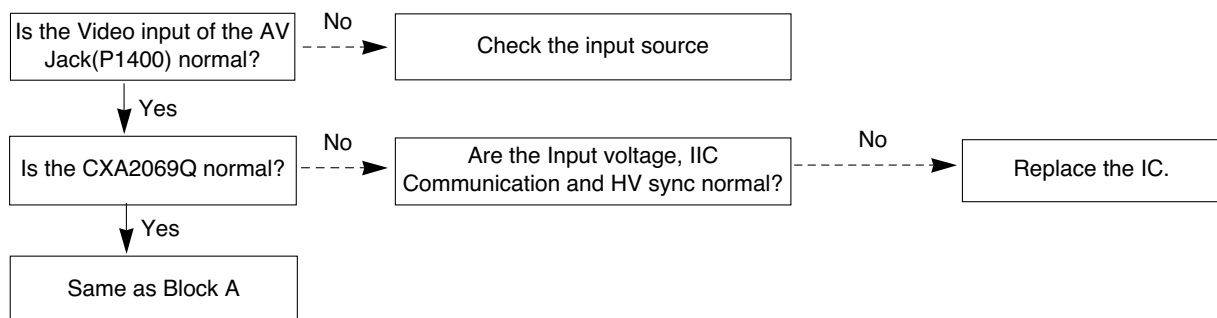 Is the Video input of the AV
Jack(P1400) normal?
No
Check the input source
Yes
Is the CXA2069Q normal?
No
Are the Input voltage, IIC
Communication and HV sync normal?
No
Replace the IC.
Yes
Same as Block A